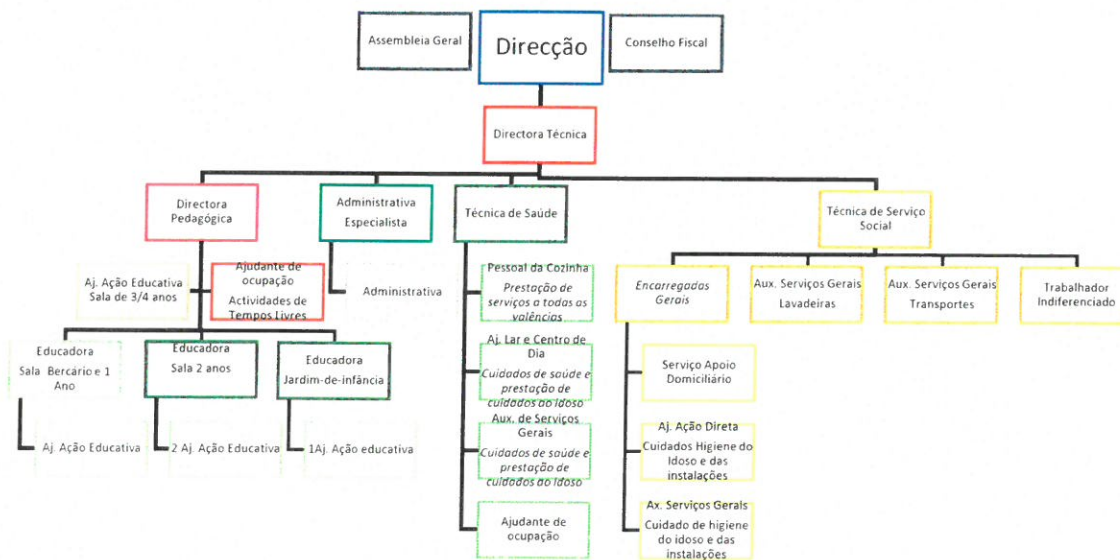 Assembleia Geral
Direcção
Conselho Fiscal
Directora Técnica
Directora
Pedagógica
Administrativa
Especialista
Técnica de Saúde
Técnica de Serviço
Social
Aj. Ação Educativa
Sala de 3/4 anos
Ajudante de
ocupação
Actividades de
Tempos Livres
Administrativa
Pessoal da Cozinha
Prestação de
serviços a todas as
valências
Encarregadas
Gerais
Aux. Serviços Gerais
Lavadeiras
Aux. Serviços Gerais
Transportes
Trabalhador
Indiferenciado
Educadora
Sala Bercário e 1
Ano
Educadora
Sala 2 anos
Educadora
Jardim-de-infância
Aj. Lar e Centro de
Dia
Cuidados de saúde e
prestação de
cuidados ao idoso
Serviço Apoio
Domiciliário
Aj. Ação Educativa
2 Aj. Ação Educativa
1Aj. Ação educativa
Aux. de Serviços
Gerais
Cuidados de saúde e
prestação de
cuidados ao idoso
Aj. Ação Direta
Cuidados Higiene do
Idoso e das
instalações
Ajudante de
ocupação
Ax. Serviços Gerais
Cuidado de higiene
do idoso e das
instalações